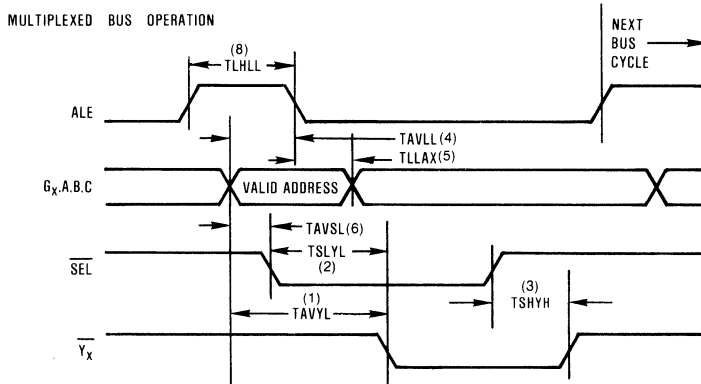 MULTIPLEXED BUS OPERATION
NEXT
BUS
CYCLE
(8)
TLHLL
ALE
TAVLL (4)
TLLAX (5)
GX.A.B.C
VALID ADDRESS
TAVSL (6)
TSLYL
(2)
SEL
(3)
TSHYH
(1)
TAVYL
YX